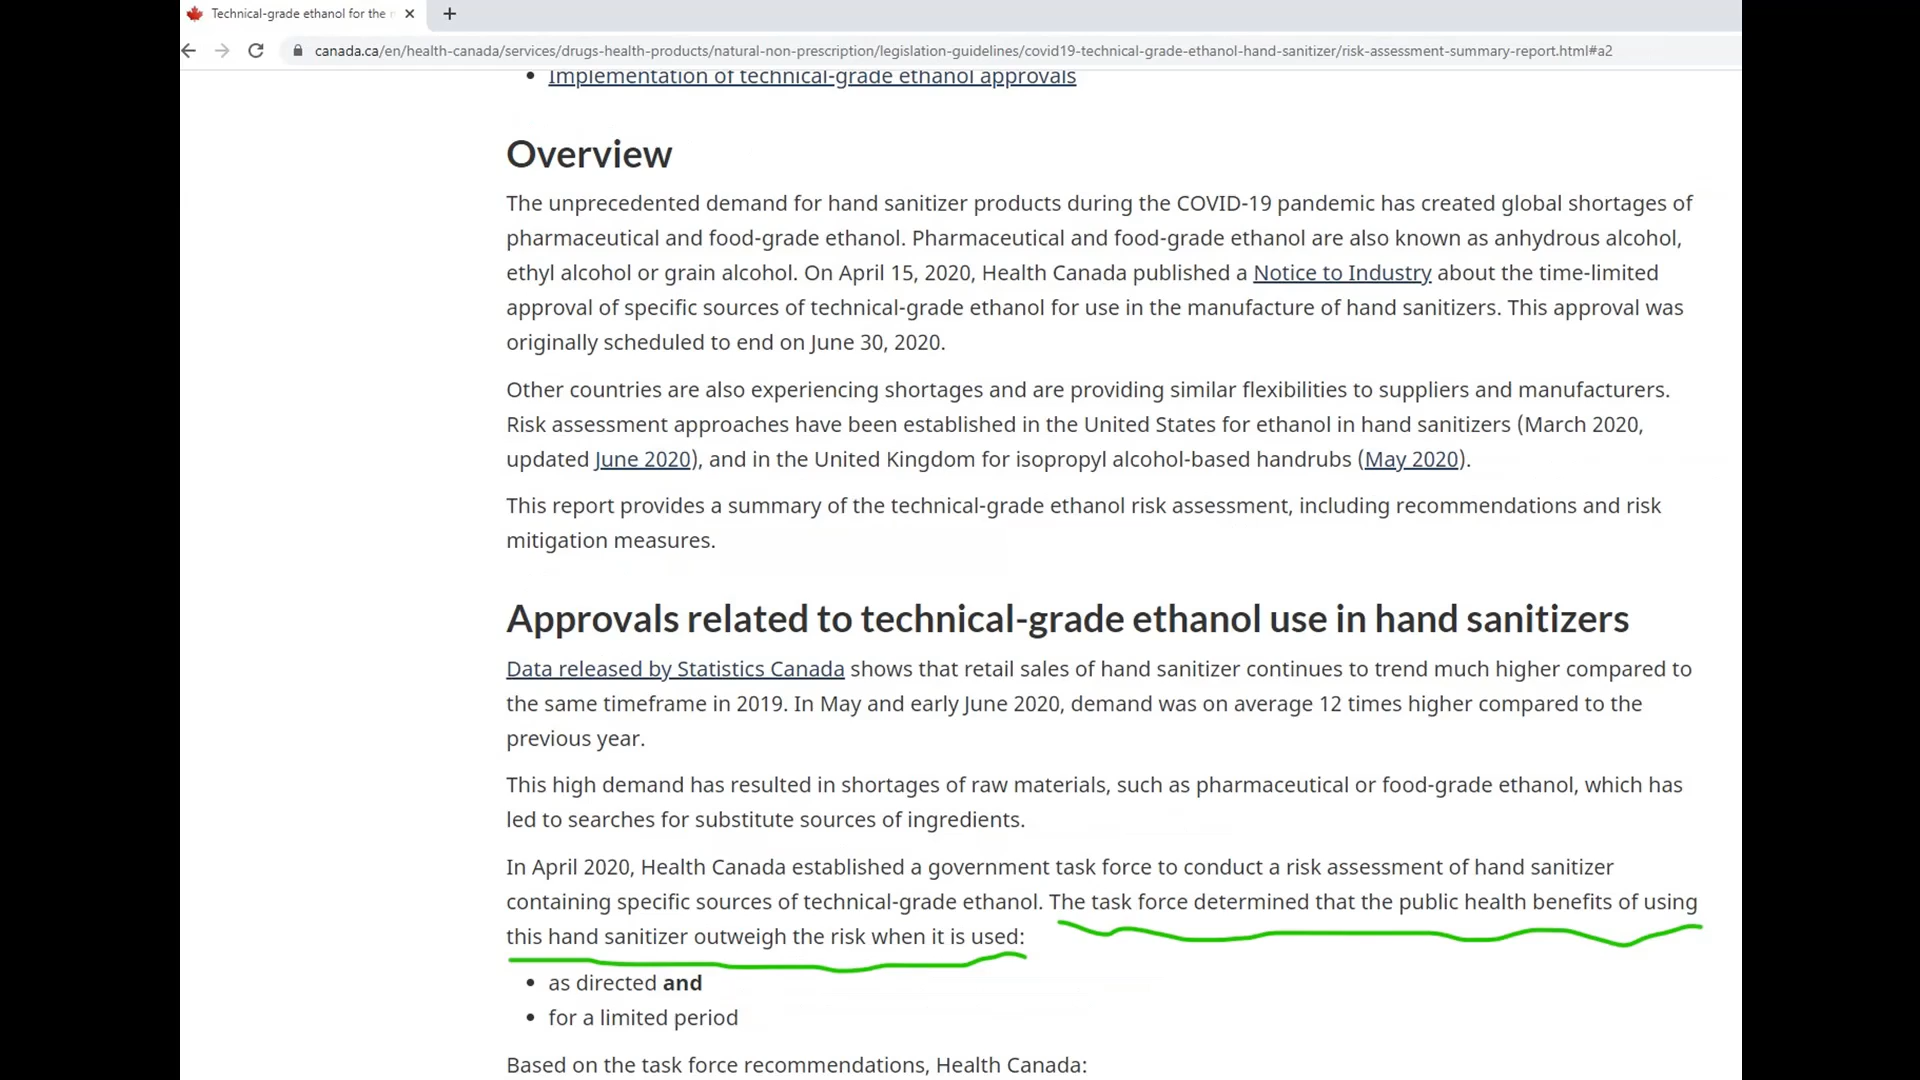 Technical-grade ethanol for the
canada.ca/en/health-canada/services/drugs-health-products/natural-non-prescription/legislation-guidelines/covid19-technical-grade-ethanol-hand-sanitizer/risk-assessment-summary-report.html#a2
Implementation of technical-grade ethanol approvals
Overview
The unprecedented demand for hand sanitizer products during the COVID-19 pandemic has created global shortages of
pharmaceutical and food-grade ethanol. Pharmaceutical and food-grade ethanol are also known as anhydrous alcohol,
ethyl alcohol or grain alcohol. On April 15, 2020, Health Canada published a Notice to Industry about the time-limited
approval of specific sources of technical-grade ethanol for use in the manufacture of hand sanitizers. This approval was
originally scheduled to end on June 30, 2020.
Other countries are also experiencing shortages and are providing similar flexibilities to suppliers and manufacturers.
Risk assessment approaches have been established in the United States for ethanol in hand sanitizers (March 2020,
updated June 2020), and in the United Kingdom for isopropyl alcohol-based handrubs (May 2020).
This report provides a summary of the technical-grade ethanol risk assessment, including recommendations and risk
mitigation measures.
Approvals related to technical-grade ethanol use in hand sanitizers
Data released by Statistics Canada shows that retail sales of hand sanitizer continues to trend much higher compared to
the same timeframe in 2019. In May and early June 2020, demand was on average 12 times higher compared to the
previous year.
This high demand has resulted in shortages of raw materials, such as pharmaceutical or food-grade ethanol, which has
led to searches for substitute sources of ingredients.
In April 2020, Health Canada established a government task force to conduct a risk assessment of hand sanitizer
containing specific sources of technical-grade ethanol. The task force determined that the public health benefits of using
this hand sanitizer outweigh the risk when it is used:
• as directed and
• for a limited period
Based on the task force recommendations, Health Canada: